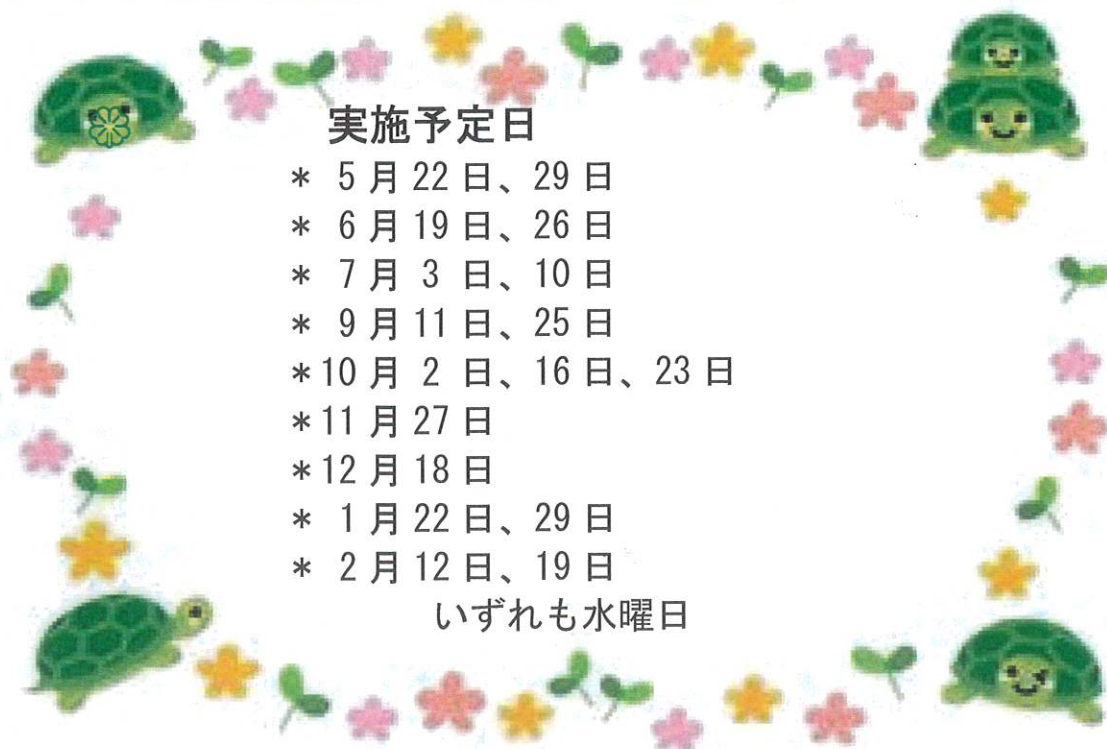 実施予定日
* 5月22日、29日
* 6月19日、26日
* 7月3日、10日
* 9月11日、25日
*10月2日、16日、23日
*11月27日
*12月18日
* 1月22日、29日
* 2月12日、19日
いずれも水曜日